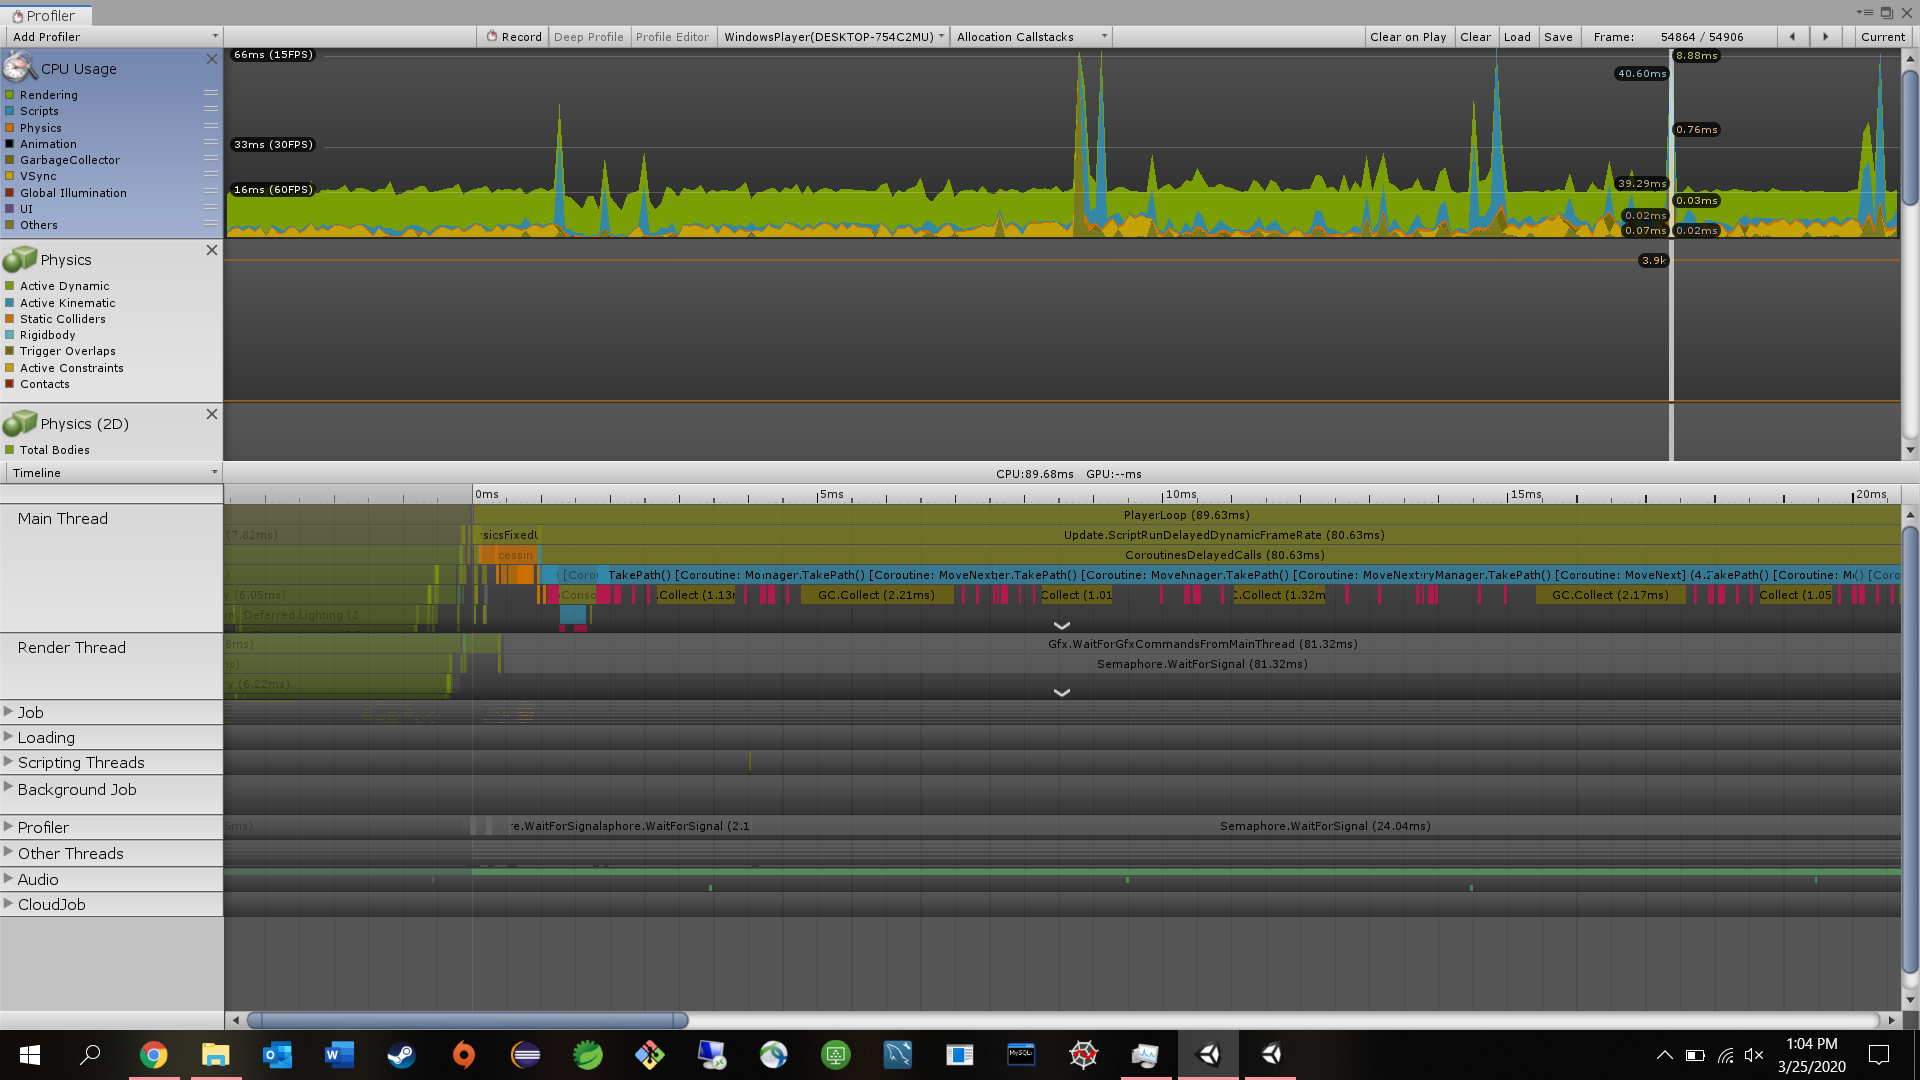 Profiler
Add Profiler
Record
Deep Profile
Profile Editor
WindowsPlayer(DESKTOP-754C2MU)
Allocation Callstacks
Clear on Play
Clear
Load
Save
Frame: 54864 / 54906
Current
CPU Usage
Rendering
Scripts
Physics
Animation
GarbageCollector
VSync
Global Illumination
UI
Others
66ms (15FPS)
33ms (30FPS)
16ms (60FPS)
8.88ms
40.60ms
0.76ms
39.29ms
0.03ms
0.02ms
0.07ms
0.02ms
Physics
Active Dynamic
Active Kinematic
Static Colliders
Rigidbody
Trigger Overlaps
Active Constraints
Contacts
3.9k
Physics (2D)
Total Bodies
Timeline
CPU:89.68ms GPU:--ms
0ms 5ms 10ms 15ms 20ms
Main Thread
PlayerLoop (89.63ms)
(7.82ms)
sicsFixedU
Update.ScriptRunDelayedDynamicFrameRate (80.63ms)
cessin
CoroutinesDelayedCalls (80.63ms)
[Coro TakePath() [Coroutine: Mo nager.TakePath() [Coroutine: MoveNext er.TakePath() [Coroutine: MoveN nager.TakePath() [Coroutine: MoveNext ryManager.TakePath() [Coroutine: MoveNext] (4. TakePath() [Coroutine: M () [Coro
y (6.05ms)
Conso
.Collect (1.13m
GC.Collect (2.21ms)
Collect (1.01
C.Collect (1.32m
GC.Collect (2.17ms)
Collect (1.05
Deferred.Lighting (2
Render Thread
6ms)
Gfx.WaitForGfxCommandsFromMainThread (81.32ms)
Semaphore.WaitForSignal (81.32ms)
y (6.22ms)
Job
Loading
Scripting Threads
Background Job
Profiler
5ms)
re.WaitForSignal aphore.WaitForSignal (2.1
Semaphore.WaitForSignal (24.04ms)
Other Threads
Audio
CloudJob
MySQL
1:04 PM
3/25/2020